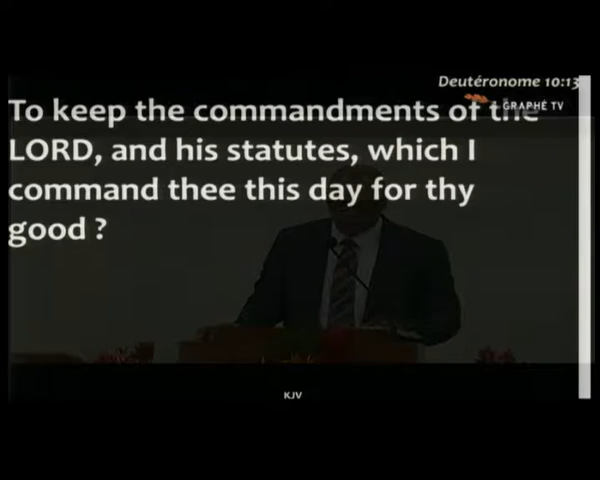 Deutéronome 10:13
GRAPHÉ TV
To keep the commandments of the
LORD, and his statutes, which I
command thee this day for thy
good ?
KJV